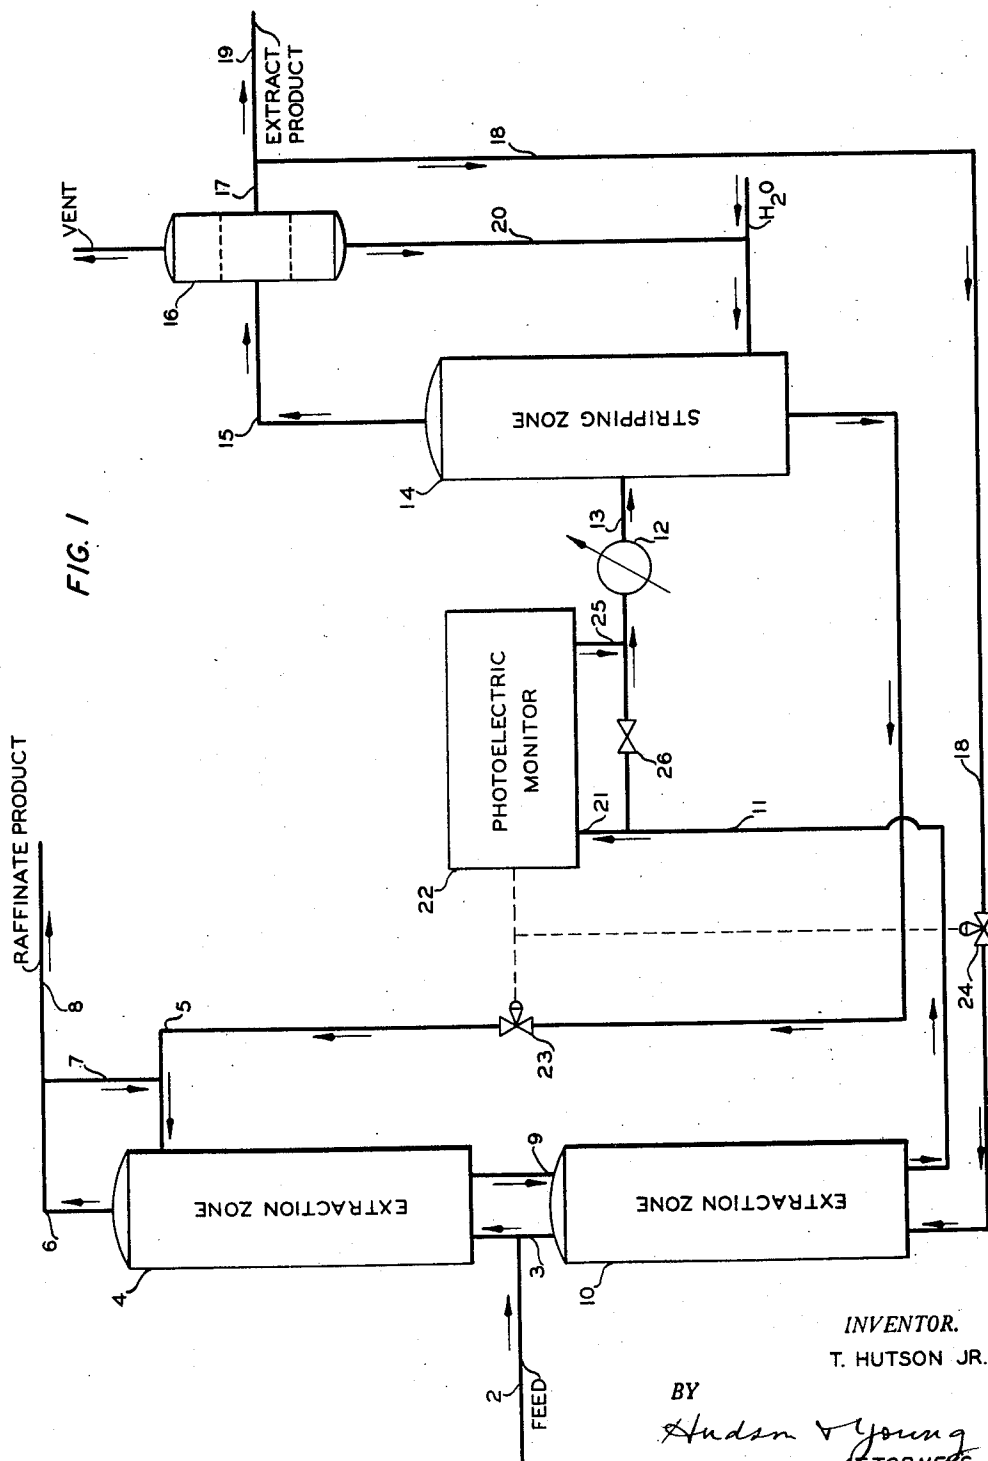 FIG. 1
RAFFINATE PRODUCT
8
7
6
5
4
EXTRACTION ZONE
9
3
2
FEED
10
EXTRACTION ZONE
23
22
PHOTOELECTRIC
MONITOR
21
11
24
18
26
25
12
13
14
STRIPPING ZONE
15
16
VENT
17
18
19
EXTRACT
PRODUCT
20
H2O
INVENTOR.
T. HUTSON JR.
BY
Hudson & Young
ATTORNEYS